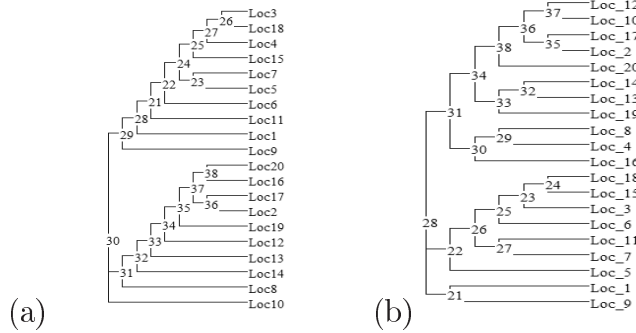 Loc3
26
Loc18
27
Loc4
25
Loc15
24
Loc7
23
Loc5
22
Loc6
21
Loc11
28
Loc1
29
Loc9
Loc20
38
Loc16
37
Loc17
36
Loc2
35
Loc19
34
Loc12
33
Loc13
32
Loc14
31
Loc8
30
Loc10
(a)
Loc_12
37
Loc_10
36
Loc_17
35
Loc_2
38
Loc_20
34
Loc_14
32
Loc_13
33
Loc_19
31
Loc_8
29
Loc_4
30
Loc_16
Loc_18
24
Loc_15
23
Loc_3
25
Loc_6
26
Loc_11
27
Loc_7
22
Loc_5
28
Loc_1
21
Loc_9
(b)